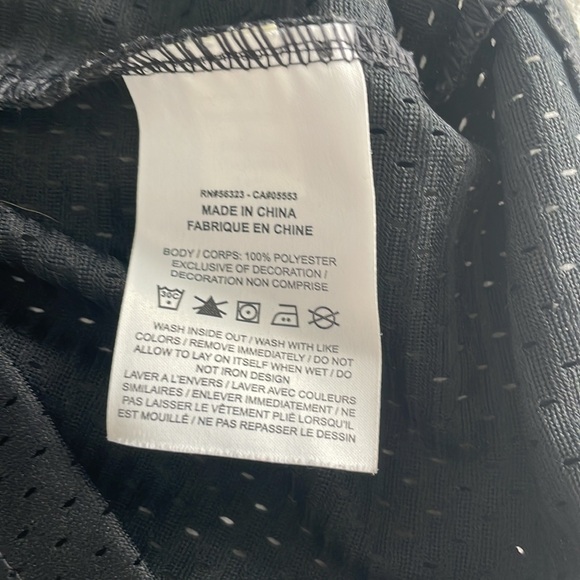 RN#56323 - CA#05553
MADE IN CHINA
FABRIQUE EN CHINE
BODY / CORPS: 100% POLYESTER
EXCLUSIVE OF DECORATION /
DECORATION NON COMPRISE
30C
WASH INSIDE OUT / WASH WITH LIKE
COLORS / REMOVE IMMEDIATELY / DO NOT
ALLOW TO LAY ON ITSELF WHEN WET / DO
NOT IRON DESIGN
LAVER A L'ENVERS / LAVER AVEC COULEURS
SIMILAIRES / ENLEVER IMMEDIATEMENT / NE
PAS LAISSER LE VÊTEMENT PLIÉ LORSQU'IL
EST MOUILLÉ / NE PAS REPASSER LE DESSIN